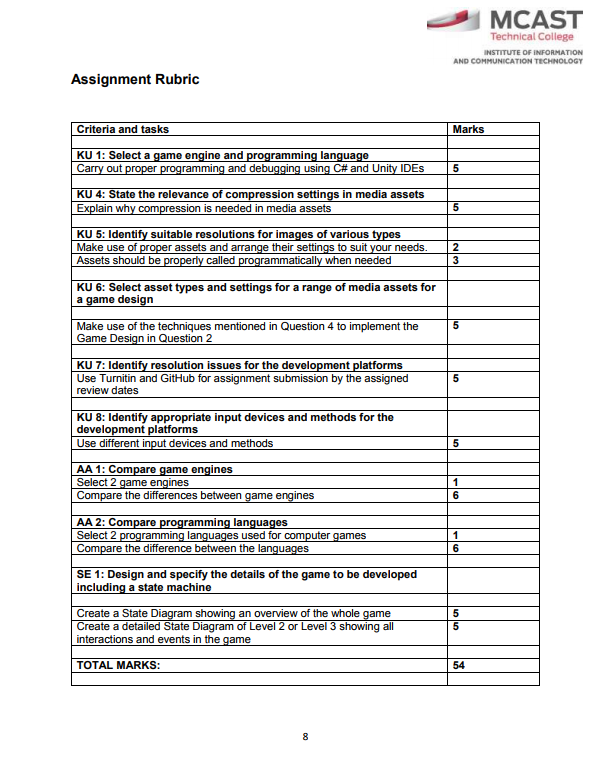 MCAST
Technical College
INSTITUTE OF INFORMATION
AND COMMUNICATION TECHNOLOGY
Assignment Rubric
Criteria and tasks Marks
KU 1: Select a game engine and programming language
Carry out proper programming and debugging using C# and Unity IDEs 5
KU 4: State the relevance of compression settings in media assets
Explain why compression is needed in media assets 5
KU 5: Identify suitable resolutions for images of various types
Make use of proper assets and arrange their settings to suit your needs. 2
Assets should be properly called programmatically when needed 3
KU 6: Select asset types and settings for a range of media assets for
a game design
Make use of the techniques mentioned in Question 4 to implement the 5
Game Design in Question 2
KU 7: Identify resolution issues for the development platforms
Use Turnitin and GitHub for assignment submission by the assigned 5
review dates
KU 8: Identify appropriate input devices and methods for the
development platforms
Use different input devices and methods 5
AA 1: Compare game engines
Select 2 game engines 1
Compare the differences between game engines 6
AA 2: Compare programming languages
Select 2 programming languages used for computer games 1
Compare the difference between the languages 6
SE 1: Design and specify the details of the game to be developed
including a state machine
Create a State Diagram showing an overview of the whole game 5
Create a detailed State Diagram of Level 2 or Level 3 showing all 5
interactions and events in the game
TOTAL MARKS: 54
8